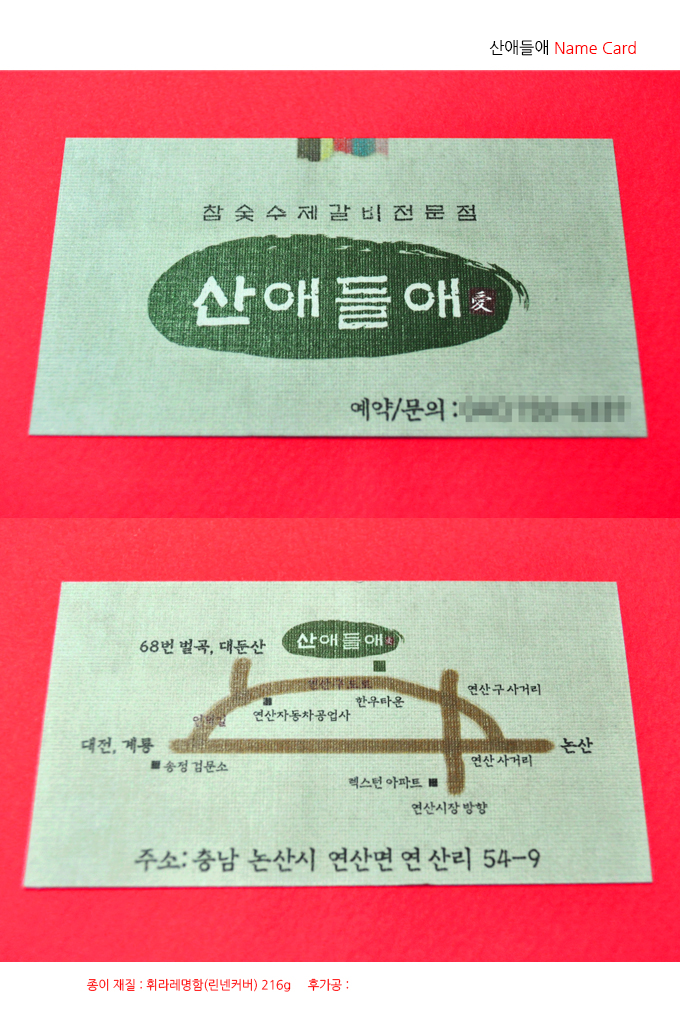 산애들애 Name Card
참숯수제갈비전문점
산애들애 愛
예약/문의 :
산애들애
68번 벌곡, 대둔산
연산구사거리
연산구도로
한우타운
연산자동차공업사
대전, 계룡
논산
송정 검문소
연산 사거리
렉스턴 아파트
연산시장 방향
주소: 충남 논산시 연산면 연산리 54-9
종이 재질 : 휘라레명함(린넨커버) 216g 후가공 :